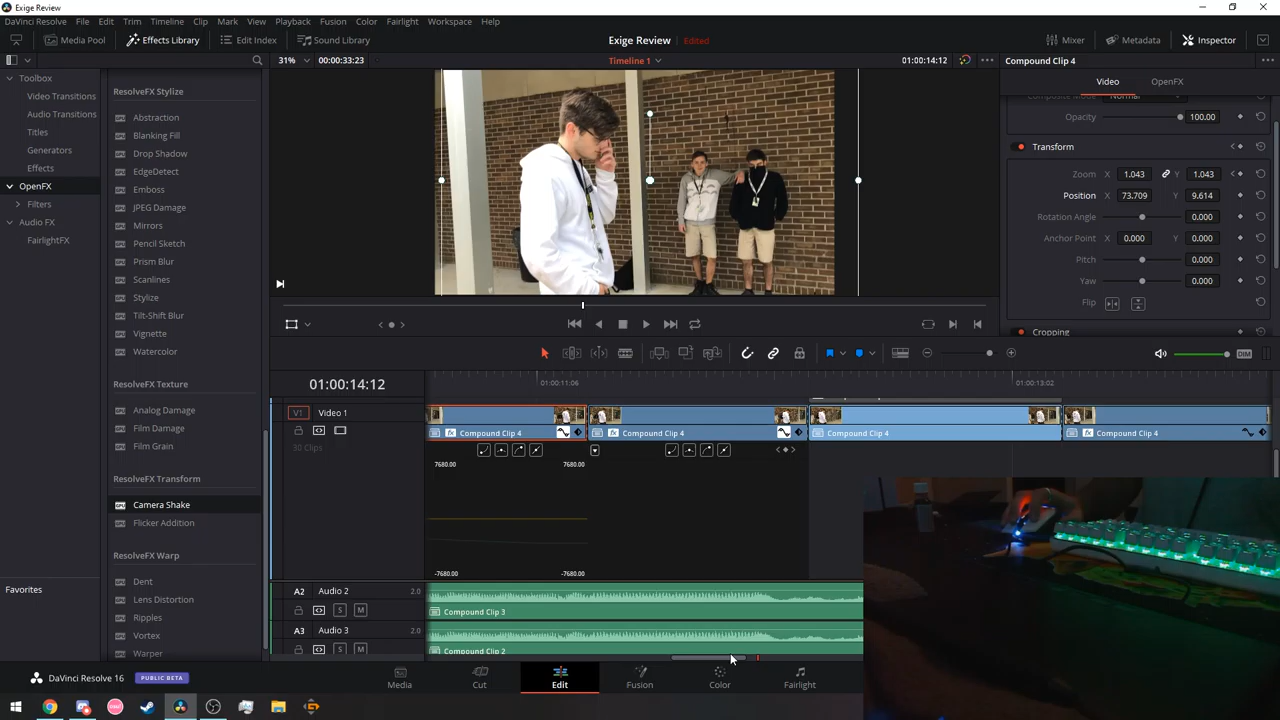 Exige Review
DaVinci Resolve File Edit Trim Timeline Clip Mark View Playback Fusion Color Fairlight Workspace Help
Media Pool Effects Library Edit Index Sound Library Exige Review Edited Mixer Metadata Inspector
31% 00:00:33:23 Timeline 1 01:00:14:12 Compound Clip 4
Toolbox
Video Transitions
Audio Transitions
Titles
Generators
Effects
OpenFX
Filters
Audio FX
FairlightFX
Favorites
ResolveFX Stylize
Abstraction
Blanking Fill
Drop Shadow
EdgeDetect
Emboss
JPEG Damage
Mirrors
Pencil Sketch
Prism Blur
Scanlines
Stylize
Tilt-Shift Blur
Vignette
Watercolor
ResolveFX Texture
Analog Damage
Film Damage
Film Grain
ResolveFX Transform
Camera Shake
Flicker Addition
ResolveFX Warp
Dent
Lens Distortion
Ripples
Vortex
Warper
Video OpenFX
Composite Mode Normal
Opacity 100.00
Transform
Zoom X 1.043 Y 1.043
Position X 73.709 Y 9.614
Rotation Angle 0.000
Anchor Point X 0.000 Y 0.000
Pitch 0.000
Yaw 0.000
Flip
Cropping
DIM
01:00:14:12 01:00:11:06 01:00:13:02
V1 Video 1
30 Clips
Compound Clip 4 Compound Clip 4 Compound Clip 4 Compound Clip 4
7680.00 7680.00
-7680.00 -7680.00
A2 Audio 2 2.0
S M Compound Clip 3
A3 Audio 3 2.0
S M Compound Clip 2
DaVinci Resolve 16 PUBLIC BETA Media Cut Edit Fusion Color Fairlight